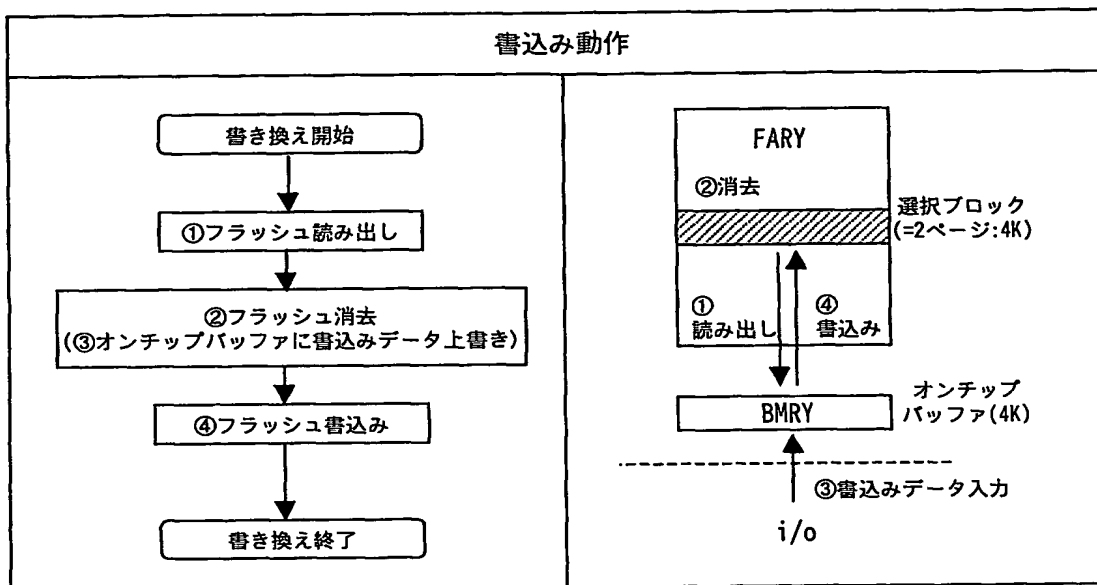 書込み動作
書き換え開始
①フラッシュ読み出し
②フラッシュ消去
(③オンチップバッファに書込みデータ上書き)
④フラッシュ書込み
書き換え終了
FARY
②消去
選択ブロック
(=2ページ:4K)
①
読み出し
④
書込み
BMRY
オンチップ
バッファ(4K)
③書込みデータ入力
i/o